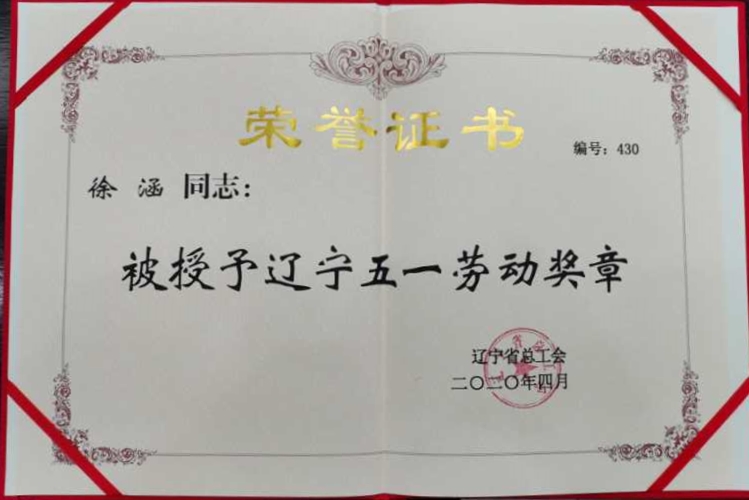 荣誉证书
编号：430
徐 涵 同志：
被授予辽宁五一劳动奖章
辽宁省总工会
二〇二〇年四月